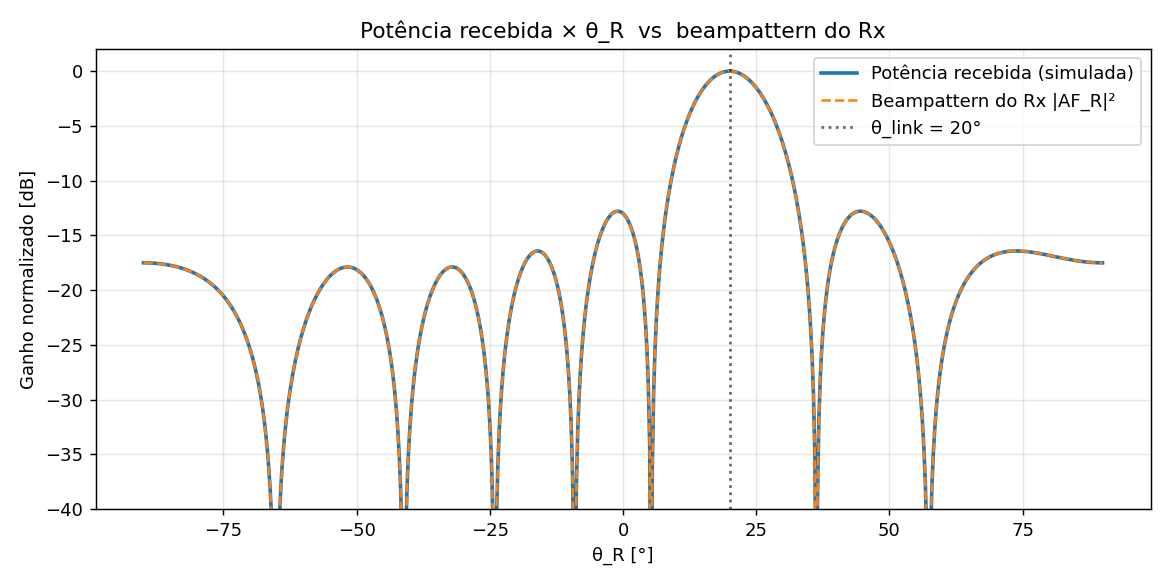 Potência recebida × θ_R  vs  beampattern do Rx
Ganho normalizado [dB]
0
−5
−10
−15
−20
−25
−30
−35
−40
Potência recebida (simulada)
Beampattern do Rx |AF_R|²
θ_link = 20°
−75
−50
−25
0
25
50
75
θ_R [°]